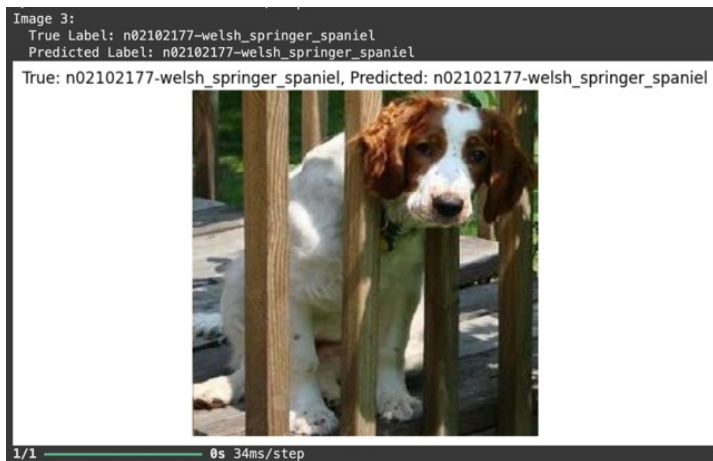 Image 3:
True Label: n02102177-welsh_springer_spaniel
Predicted Label: n02102177-welsh_springer_spaniel
True: n02102177-welsh_springer_spaniel, Predicted: n02102177-welsh_springer_spaniel
1/1 0s 34ms/step